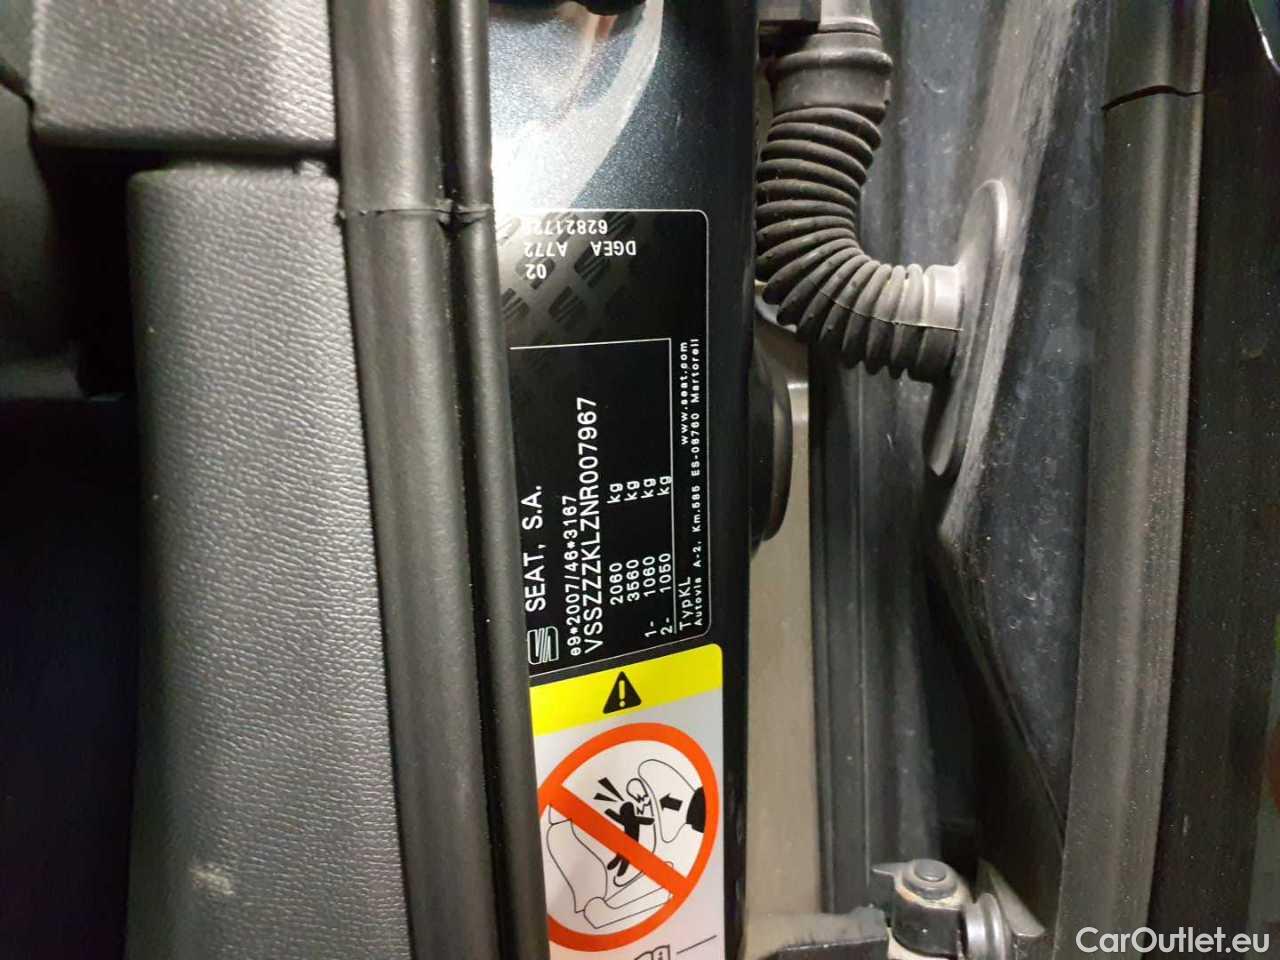 SEAT, S.A.
e9*2007/46*3167
VSSZZZKLZNR007967
2060 kg
3560 kg
1- 1060 kg
2- 1050 kg
TypKL www.seat.com
Autovia A-2, Km.585 ES-08760 Martorell
02
A772
DGEA
CarOutlet.eu